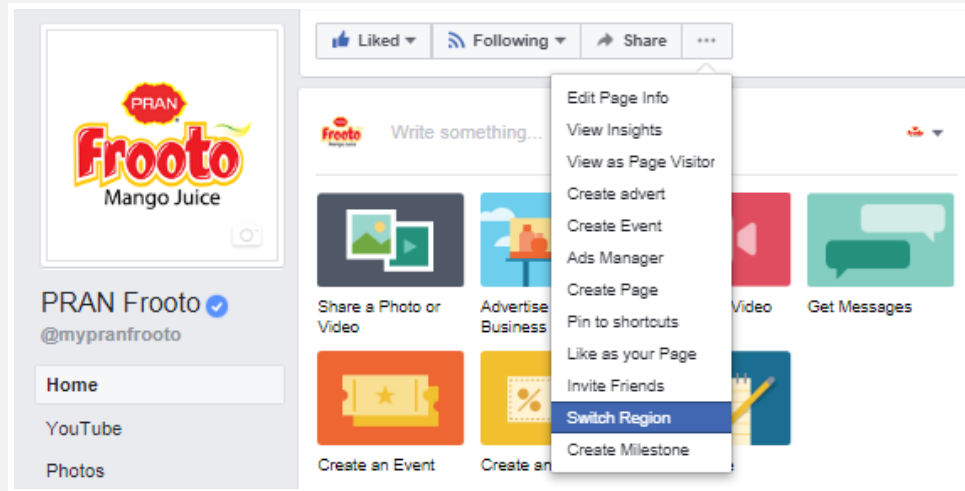 PRAN
Frooto
Mango Juice
PRAN Frooto
@mypranfrooto
Home
YouTube
Photos
Liked
Following
Share
Frooto
Mango Juice
Write something...
Edit Page Info
View Insights
View as Page Visitor
Create advert
Create Event
Ads Manager
Create Page
Pin to shortcuts
Like as your Page
Invite Friends
Switch Region
Create Milestone
Share a Photo or
Video
Advertise
Business
Video
Get Messages
Create an Event
Create an